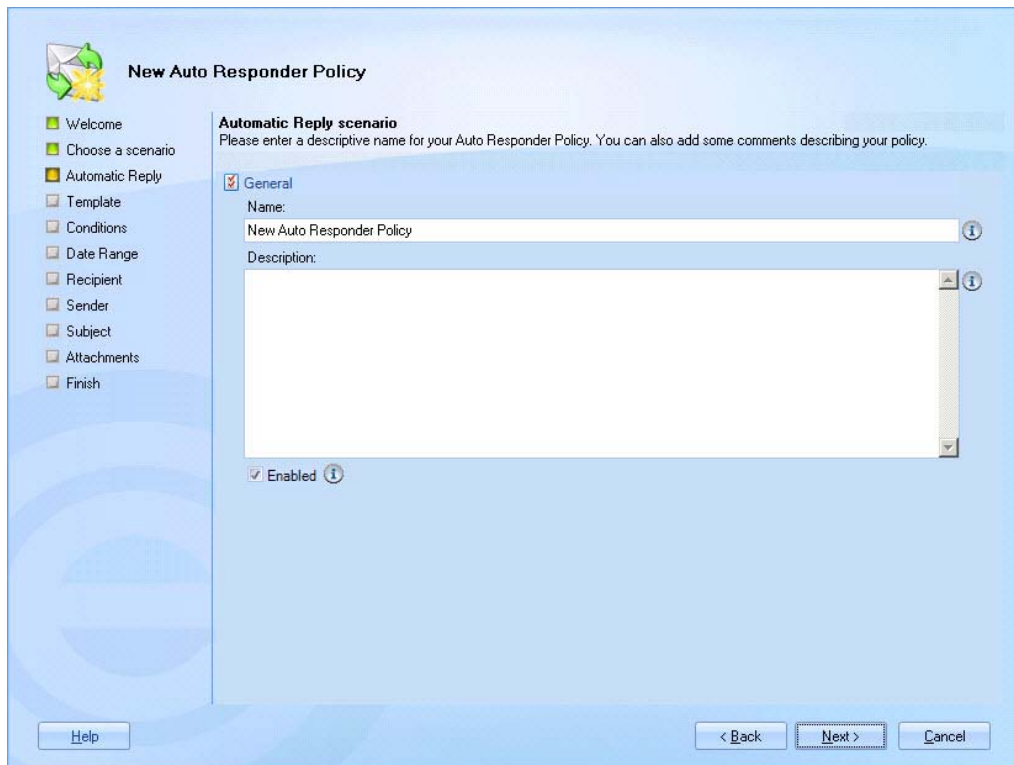 New Auto Responder Policy
Welcome
Choose a scenario
Automatic Reply
Template
Conditions
Date Range
Recipient
Sender
Subject
Attachments
Finish
Automatic Reply scenario
Please enter a descriptive name for your Auto Responder Policy. You can also add some comments describing your policy.
General
Name:
New Auto Responder Policy
Description:
Enabled
Help
< Back
Next >
Cancel